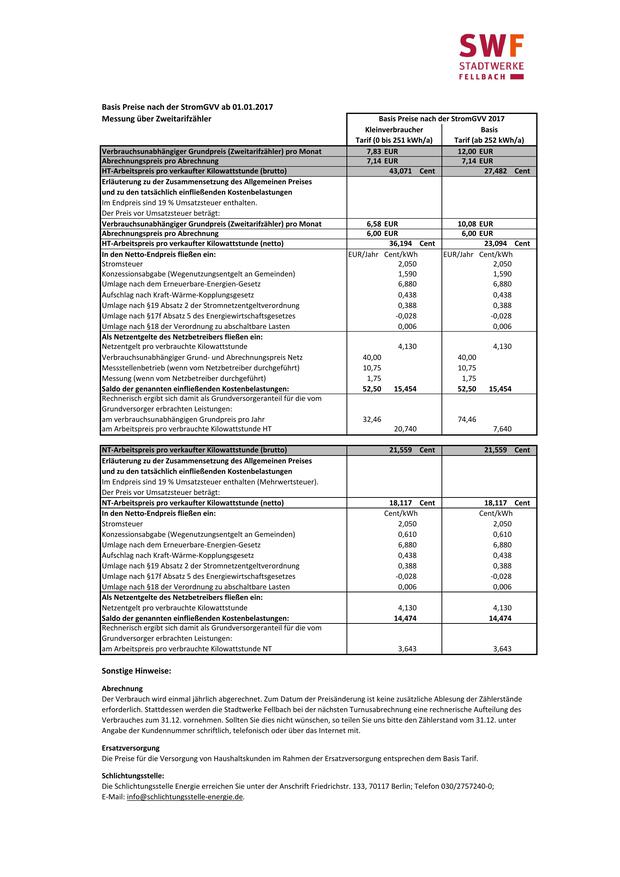 SWF
STADTWERKE
FELLBACH
Basis Preise nach der StromGVV ab 01.01.2017
Messung über Zweitarifzähler
Basis Preise nach der StromGVV 2017
Kleinverbraucher Basis
Tarif (0 bis 251 kWh/a) Tarif (ab 252 kWh/a)
Verbrauchsunabhängiger Grundpreis (Zweitarifzähler) pro Monat 7,83 EUR 12,00 EUR
Abrechnungspreis pro Abrechnung 7,14 EUR 7,14 EUR
HT-Arbeitspreis pro verkaufter Kilowattstunde (brutto) 43,071 Cent 27,482 Cent
Erläuterung zu der Zusammensetzung des Allgemeinen Preises
und zu den tatsächlich einfließenden Kostenbelastungen
Im Endpreis sind 19 % Umsatzsteuer enthalten.
Der Preis vor Umsatzsteuer beträgt:
Verbrauchsunabhängiger Grundpreis (Zweitarifzähler) pro Monat 6,58 EUR 10,08 EUR
Abrechnungspreis pro Abrechnung 6,00 EUR 6,00 EUR
HT-Arbeitspreis pro verkaufter Kilowattstunde (netto) 36,194 Cent 23,094 Cent
In den Netto-Endpreis fließen ein: EUR/Jahr Cent/kWh EUR/Jahr Cent/kWh
Stromsteuer 2,050 2,050
Konzessionsabgabe (Wegenutzungsentgelt an Gemeinden) 1,590 1,590
Umlage nach dem Erneuerbare-Energien-Gesetz 6,880 6,880
Aufschlag nach Kraft-Wärme-Kopplungsgesetz 0,438 0,438
Umlage nach §19 Absatz 2 der Stromnetzentgeltverordnung 0,388 0,388
Umlage nach §17f Absatz 5 des Energiewirtschaftsgesetzes -0,028 -0,028
Umlage nach §18 der Verordnung zu abschaltbare Lasten 0,006 0,006
Als Netzentgelte des Netzbetreibers fließen ein:
Netzentgelt pro verbrauchte Kilowattstunde 4,130 4,130
Verbrauchsunabhängiger Grund- und Abrechnungspreis Netz 40,00 40,00
Messstellenbetrieb (wenn vom Netzbetreiber durchgeführt) 10,75 10,75
Messung (wenn vom Netzbetreiber durchgeführt) 1,75 1,75
Saldo der genannten einfließenden Kostenbelastungen: 52,50 15,454 52,50 15,454
Rechnerisch ergibt sich damit als Grundversorgeranteil für die vom
Grundversorger erbrachten Leistungen:
am verbrauchsunabhängigen Grundpreis pro Jahr 32,46 74,46
am Arbeitspreis pro verbrauchte Kilowattstunde HT 20,740 7,640
NT-Arbeitspreis pro verkaufter Kilowattstunde (brutto) 21,559 Cent 21,559 Cent
Erläuterung zu der Zusammensetzung des Allgemeinen Preises
und zu den tatsächlich einfließenden Kostenbelastungen
Im Endpreis sind 19 % Umsatzsteuer enthalten (Mehrwertsteuer).
Der Preis vor Umsatzsteuer beträgt:
NT-Arbeitspreis pro verkaufter Kilowattstunde (netto) 18,117 Cent 18,117 Cent
In den Netto-Endpreis fließen ein: Cent/kWh Cent/kWh
Stromsteuer 2,050 2,050
Konzessionsabgabe (Wegenutzungsentgelt an Gemeinden) 0,610 0,610
Umlage nach dem Erneuerbare-Energien-Gesetz 6,880 6,880
Aufschlag nach Kraft-Wärme-Kopplungsgesetz 0,438 0,438
Umlage nach §19 Absatz 2 der Stromnetzentgeltverordnung 0,388 0,388
Umlage nach §17f Absatz 5 des Energiewirtschaftsgesetzes -0,028 -0,028
Umlage nach §18 der Verordnung zu abschaltbare Lasten 0,006 0,006
Als Netzentgelte des Netzbetreibers fließen ein:
Netzentgelt pro verbrauchte Kilowattstunde 4,130 4,130
Saldo der genannten einfließenden Kostenbelastungen: 14,474 14,474
Rechnerisch ergibt sich damit als Grundversorgeranteil für die vom
Grundversorger erbrachten Leistungen:
am Arbeitspreis pro verbrauchte Kilowattstunde NT 3,643 3,643
Sonstige Hinweise:
Abrechnung
Der Verbrauch wird einmal jährlich abgerechnet. Zum Datum der Preisänderung ist keine zusätzliche Ablesung der Zählerstände
erforderlich. Stattdessen werden die Stadtwerke Fellbach bei der nächsten Turnusabrechnung eine rechnerische Aufteilung des
Verbrauches zum 31.12. vornehmen. Sollten Sie dies nicht wünschen, so teilen Sie uns bitte den Zählerstand vom 31.12. unter
Angabe der Kundennummer schriftlich, telefonisch oder über das Internet mit.
Ersatzversorgung
Die Preise für die Versorgung von Haushaltskunden im Rahmen der Ersatzversorgung entsprechen dem Basis Tarif.
Schlichtungsstelle:
Die Schlichtungsstelle Energie erreichen Sie unter der Anschrift Friedrichstr. 133, 70117 Berlin; Telefon 030/2757240-0;
E-Mail: info@schlichtungsstelle-energie.de.